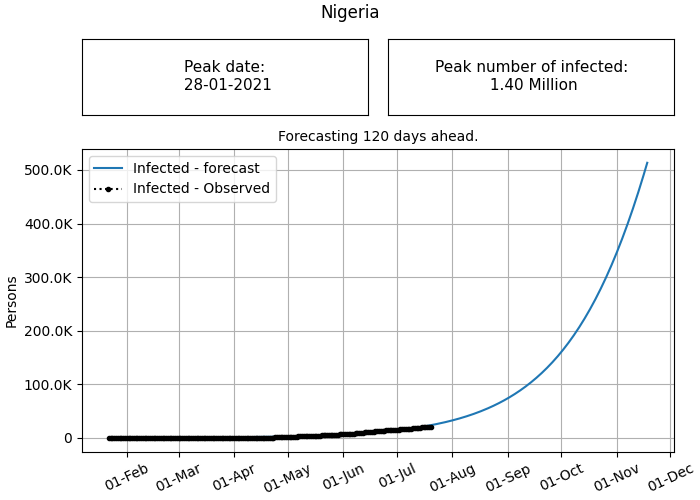 Nigeria
Peak date:
28-01-2021
Peak number of infected:
1.40 Million
Forecasting 120 days ahead.
Infected - forecast
Infected - Observed
Persons
500.0K
400.0K
300.0K
200.0K
100.0K
0
01-Feb
01-Mar
01-Apr
01-May
01-Jun
01-Jul
01-Aug
01-Sep
01-Oct
01-Nov
01-Dec